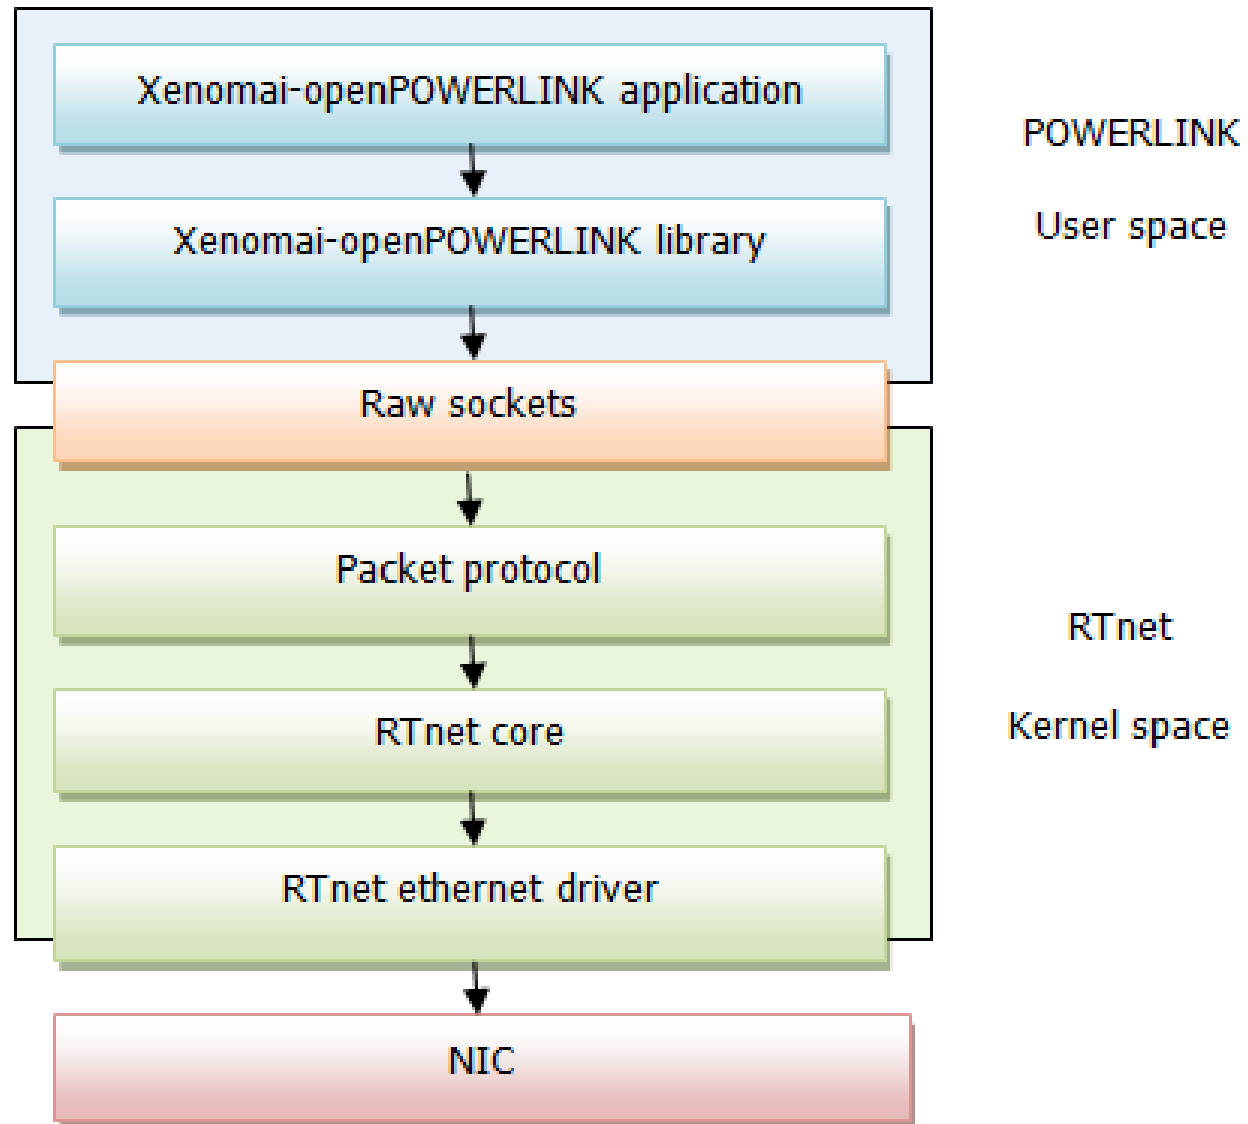 Xenomai-openPOWERLINK application
POWERLINK
User space
Xenomai-openPOWERLINK library
Raw sockets
Packet protocol
RTnet
Kernel space
RTnet core
RTnet ethernet driver
NIC